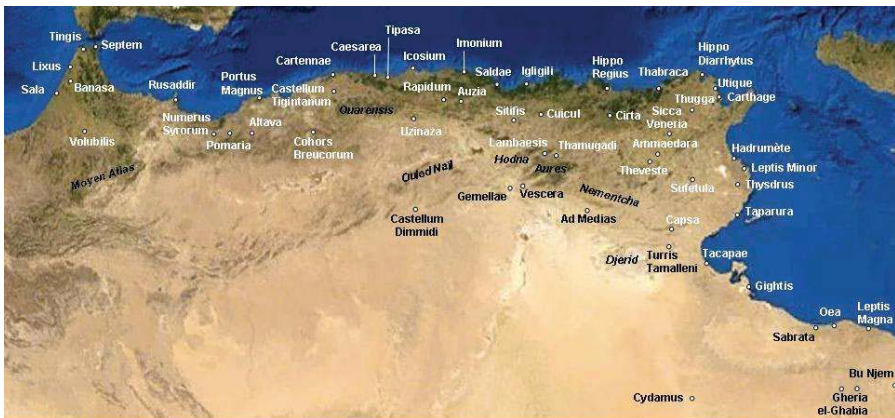 Tipasa
Tingis
Septem
Caesarea
Icosium
Imonium
Hippo
Diarrhytus
Cartennae
Lixus
Portus
Magnus
Castellum
Tigintanum
Rapidum
Saldae
Igligili
Hippo
Regius
Thabraca
Utique
Sala
Banasa
Rusaddir
Auzia
Thugga
Carthage
Ouarensis
Numerus
Syrorum
Altava
Sitifis
Cuicul
Cirta
Sicca
Veneria
Volubilis
Pomaria
Cohors
Breucorum
Uzinaza
Lambaesis
Thamugadi
Ammaedara
Hadrumète
Hodna
Moyen Atlas
Ouled Naïl
Aures
Theveste
Leptis Minor
Sufetula
Thysdrus
Gemellae
Vescera
Nementcha
Castellum
Dimmidi
Ad Medias
Capsa
Taparura
Djerid
Turris
Tamalleni
Tacapae
Gightis
Oea
Leptis
Magna
Sabrata
Bu Njem
Cydamus
Gheria
el-Ghabia